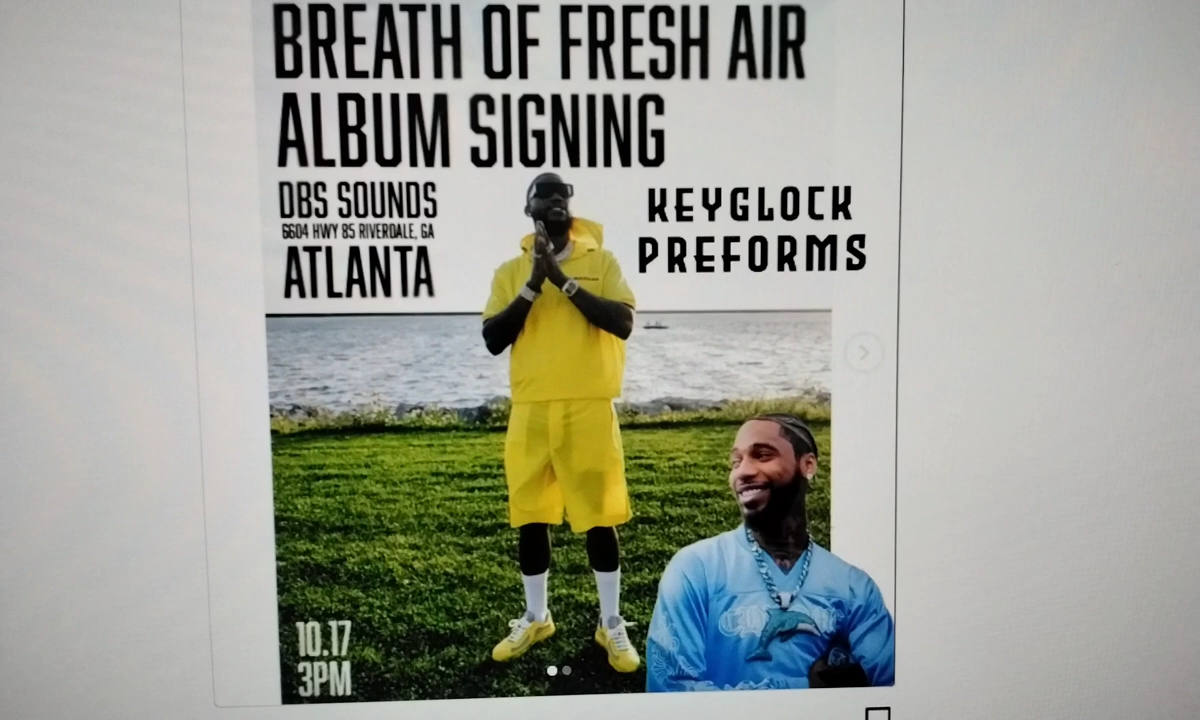 BREATH OF FRESH AIR
ALBUM SIGNING
DBS SOUNDS
6604 HWY 85 RIVERDALE, GA
ATLANTA
KEYGLOCK
PREFORMS
10.17
3PM